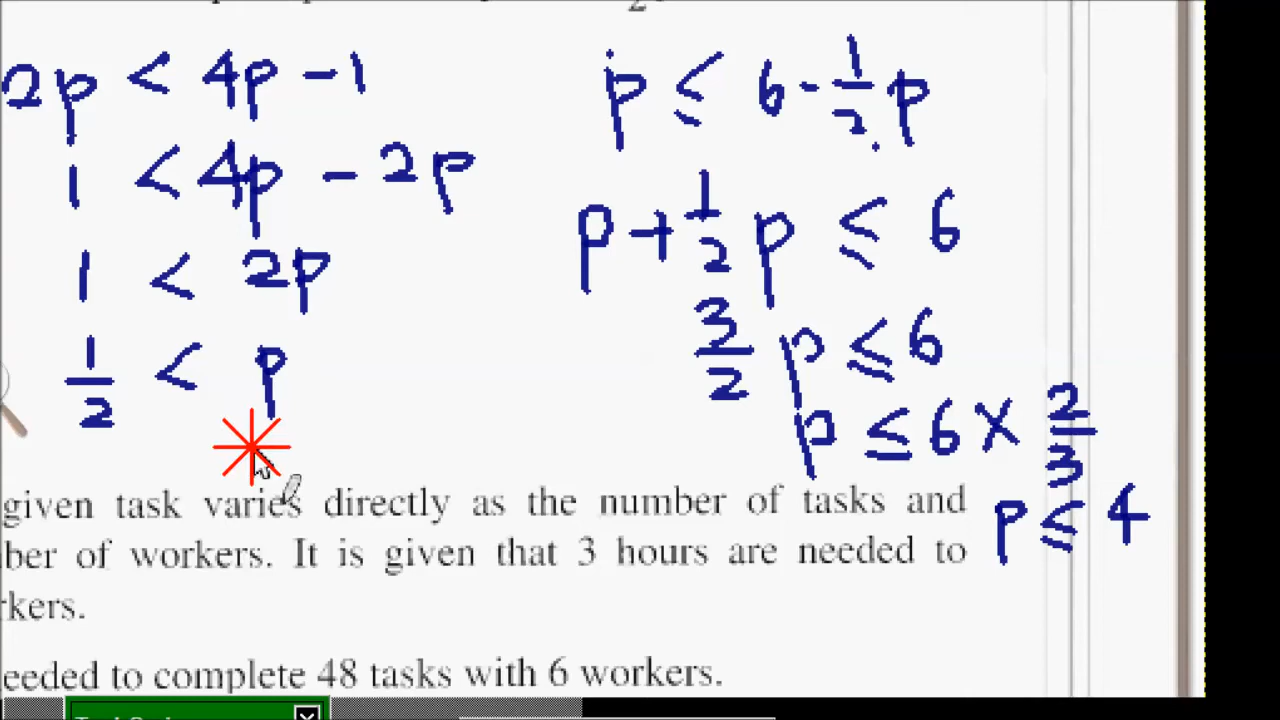 2p < 4p - 1
1 < 4p - 2p
1 < 2p
1/2 < p
p ≤ 6 - 1/2 p
p + 1/2 p ≤ 6
3/2 p ≤ 6
p ≤ 6 × 2/3
p ≤ 4
given task varies directly as the number of tasks and
ber of workers. It is given that 3 hours are needed to
rkers.
eeded to complete 48 tasks with 6 workers.